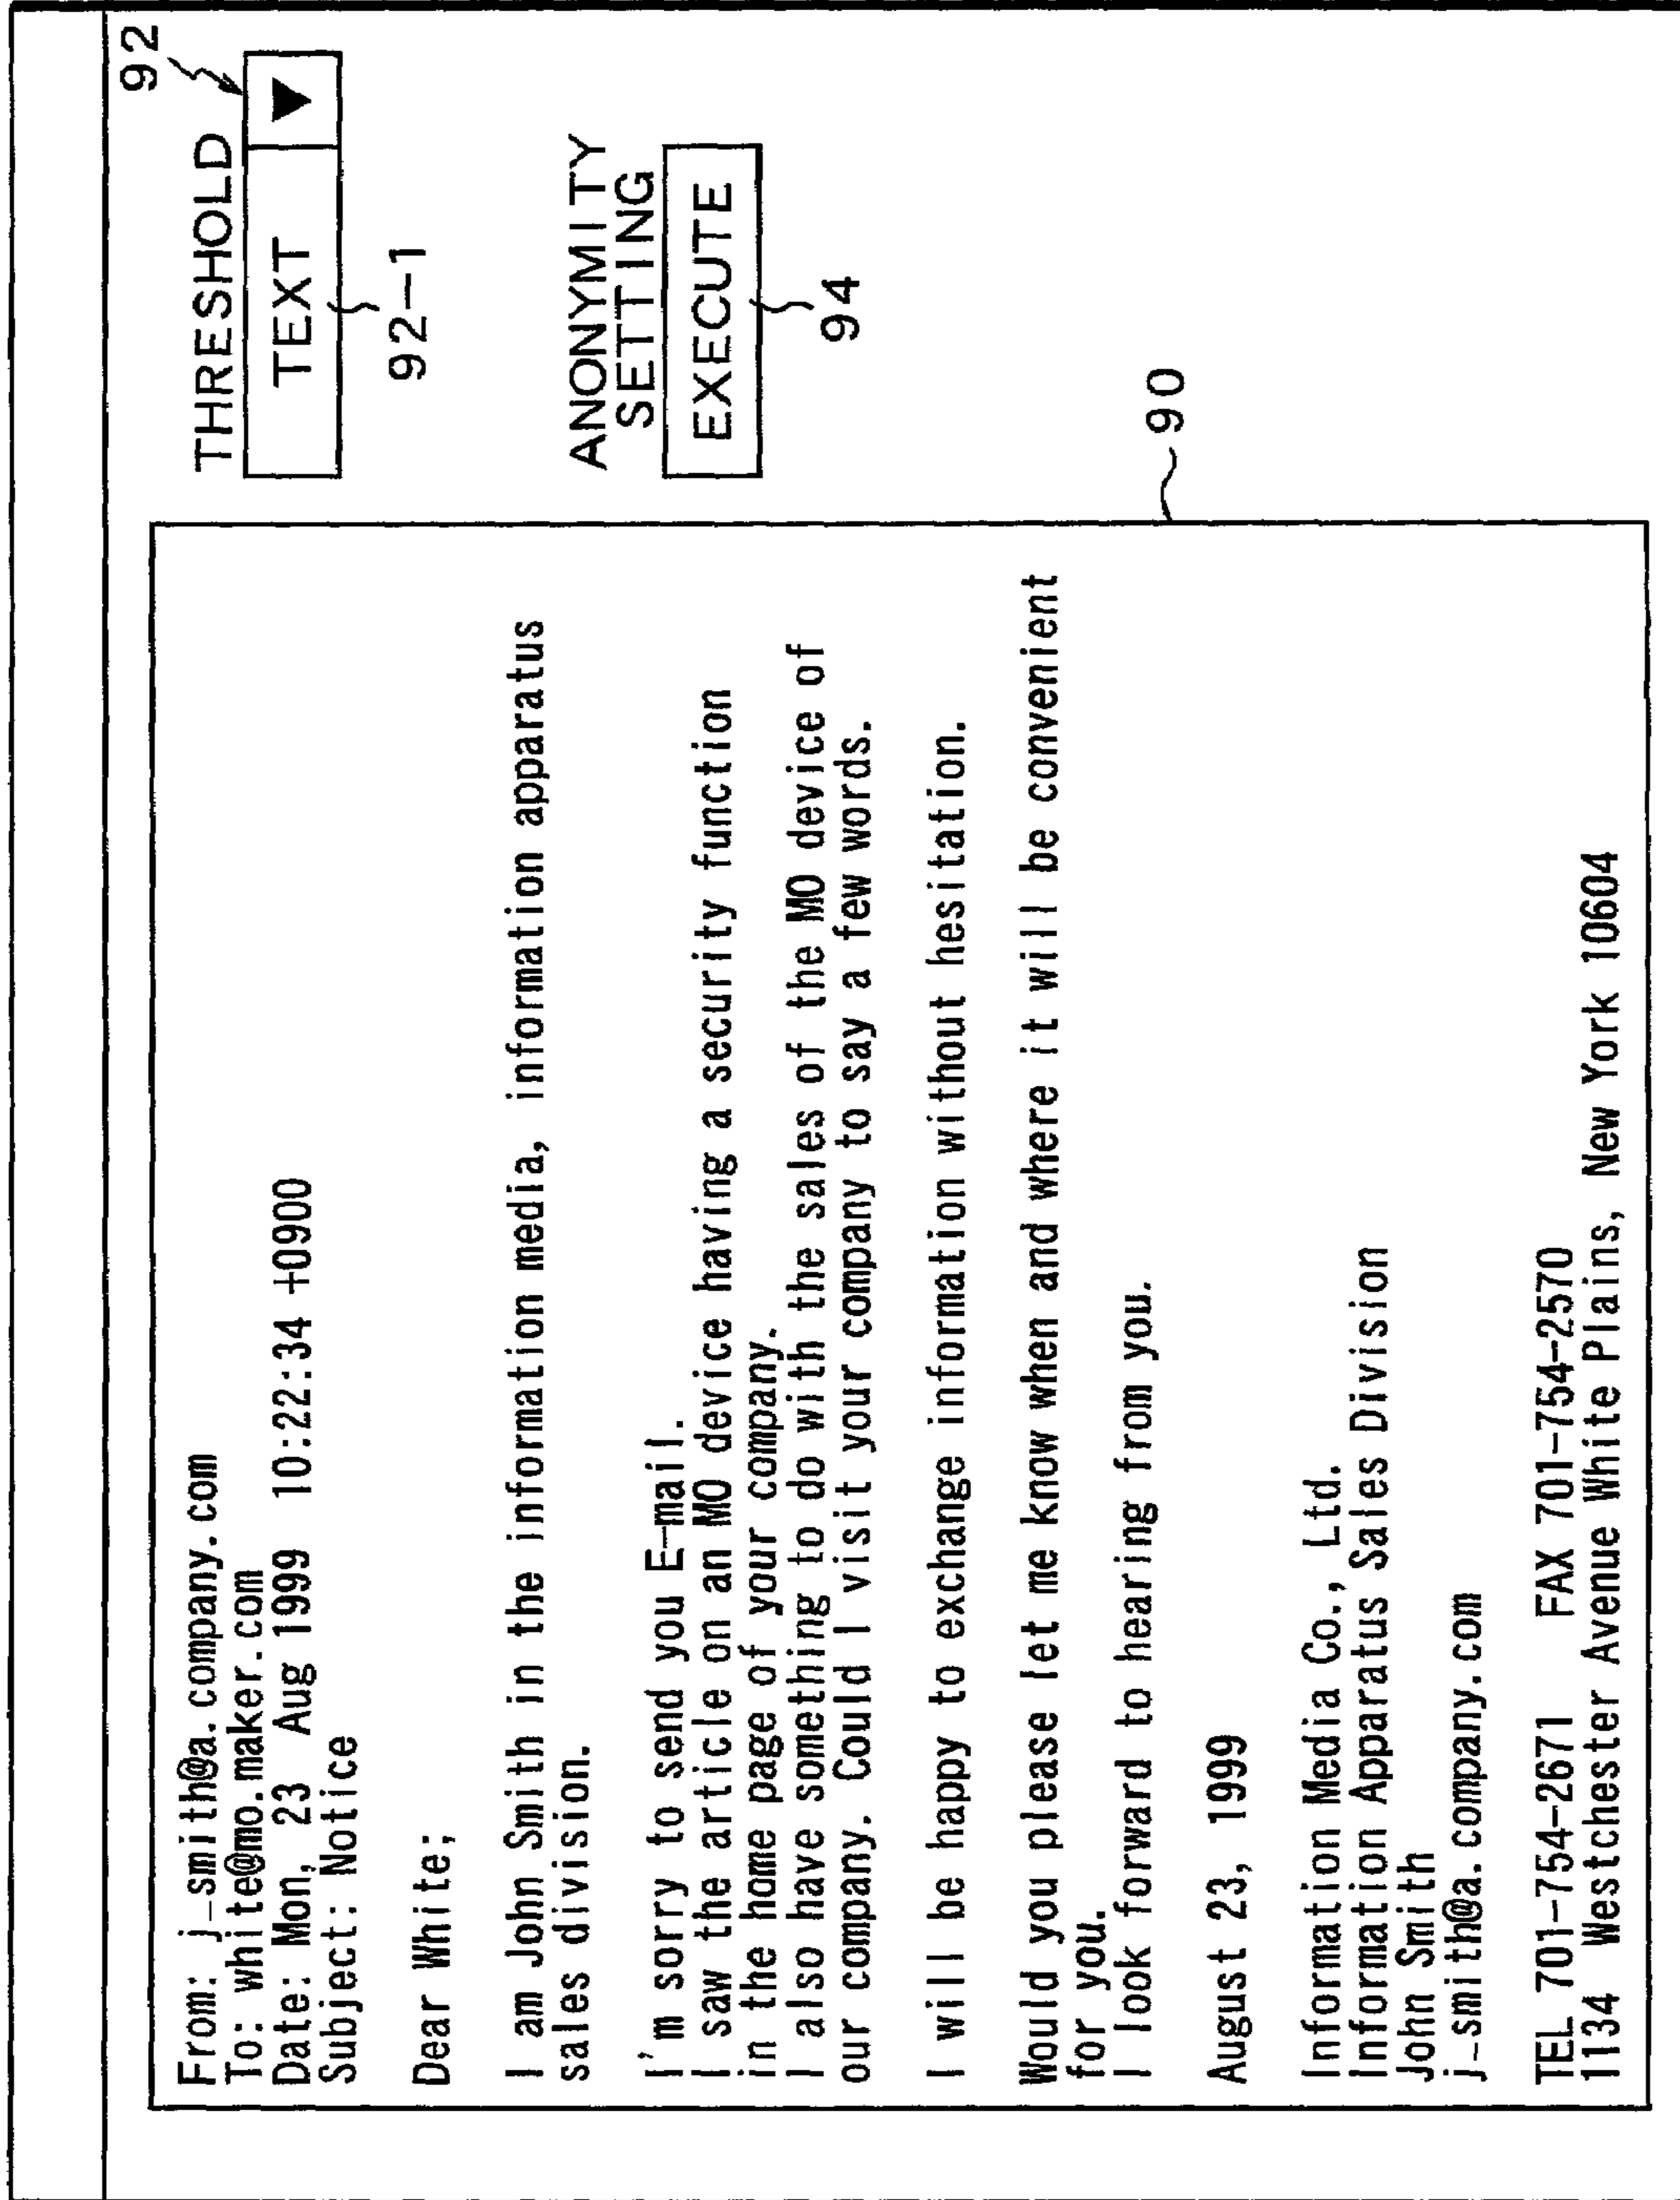 From: j-smith@a.company.com
To: white@mo.maker.com
Date: Mon, 23 Aug 1999 10:22:34 +0900
Subject: Notice
Dear White;
I am John Smith in the information media, information apparatus
sales division.
I'm sorry to send you E-mail.
I saw the article on an MO device having a security function
in the home page of your company.
I also have something to do with the sales of the MO device of
our company. Could I visit your company to say a few words.
I will be happy to exchange information without hesitation.
Would you please let me know when and where it will be convenient
for you.
I look forward to hearing from you.
August 23, 1999
Information Media Co., Ltd.
Information Apparatus Sales Division
John Smith
j-smith@a.company.com
TEL 701-754-2671 FAX 701-754-2570
1134 Westchester Avenue White Plains, New York 10604
90
92
THRESHOLD
TEXT ▼
92-1
ANONYMITY
SETTING
EXECUTE
94